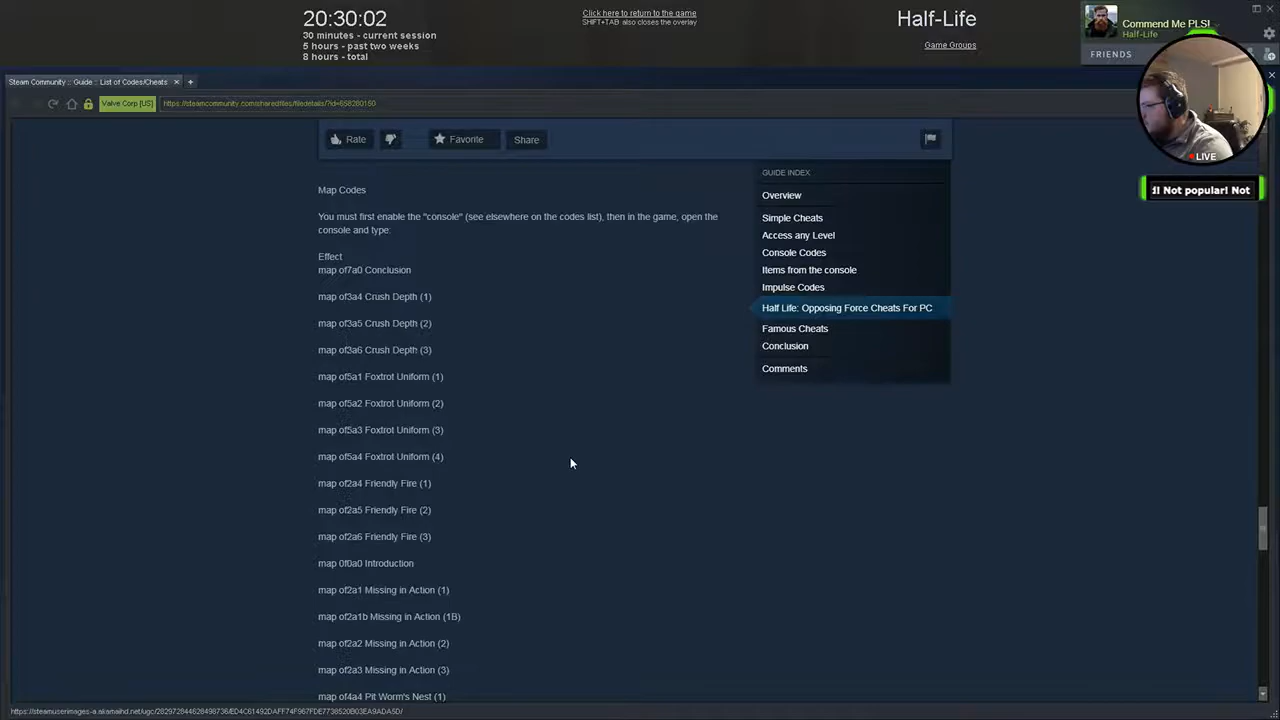 20:30:02
30 minutes - current session
5 hours - past two weeks
8 hours - total
Click here to return to the game
SHIFT+TAB also closes the overlay
Half-Life
Game Groups
Commend Me PLS!
Half-Life
FRIENDS
Steam Community :: Guide :: List of Codes/Cheats
Valve Corp [US]
https://steamcommunity.com/sharedfiles/filedetails/?id=658280150
LIVE
1! Not popular! Not
Rate
Favorite
Share
Map Codes
You must first enable the "console" (see elsewhere on the codes list), then in the game, open the
console and type:
Effect
map of7a0 Conclusion
map of3a4 Crush Depth (1)
map of3a5 Crush Depth (2)
map of3a6 Crush Depth (3)
map of5a1 Foxtrot Uniform (1)
map of5a2 Foxtrot Uniform (2)
map of5a3 Foxtrot Uniform (3)
map of5a4 Foxtrot Uniform (4)
map of2a4 Friendly Fire (1)
map of2a5 Friendly Fire (2)
map of2a6 Friendly Fire (3)
map 0f0a0 Introduction
map of2a1 Missing in Action (1)
map of2a1b Missing in Action (1B)
map of2a2 Missing in Action (2)
map of2a3 Missing in Action (3)
map of4a4 Pit Worm's Nest (1)
GUIDE INDEX
Overview
Simple Cheats
Access any Level
Console Codes
Items from the console
Impulse Codes
Half Life: Opposing Force Cheats For PC
Famous Cheats
Conclusion
Comments